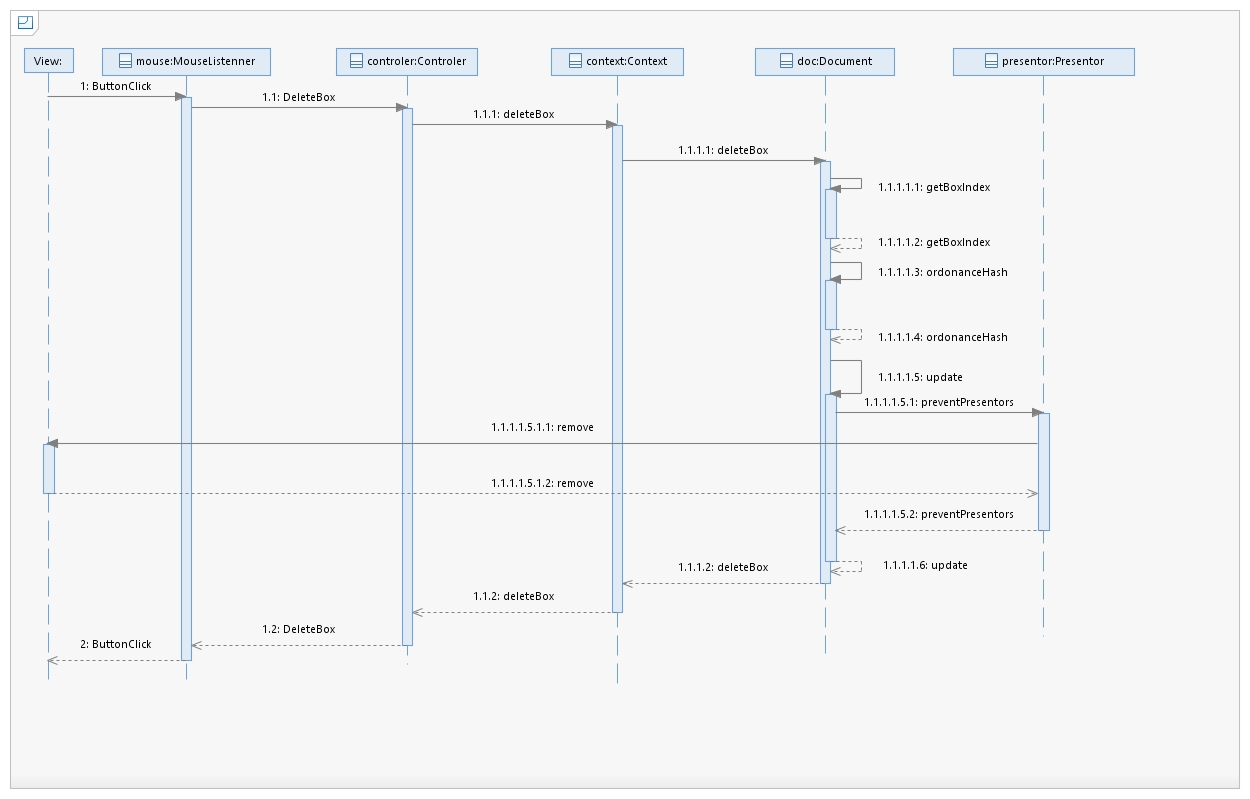 View:
mouse:MouseListenner
controler:Controler
context:Context
doc:Document
presentor:Presentor
1: ButtonClick
1.1: DeleteBox
1.1.1: deleteBox
1.1.1.1: deleteBox
1.1.1.1.1: getBoxIndex
1.1.1.1.2: getBoxIndex
1.1.1.1.3: ordonanceHash
1.1.1.1.4: ordonanceHash
1.1.1.1.5: update
1.1.1.1.5.1: preventPresentors
1.1.1.1.5.1.1: remove
1.1.1.1.5.1.2: remove
1.1.1.1.5.2: preventPresentors
1.1.1.1.6: update
1.1.1.2: deleteBox
1.1.2: deleteBox
1.2: DeleteBox
2: ButtonClick